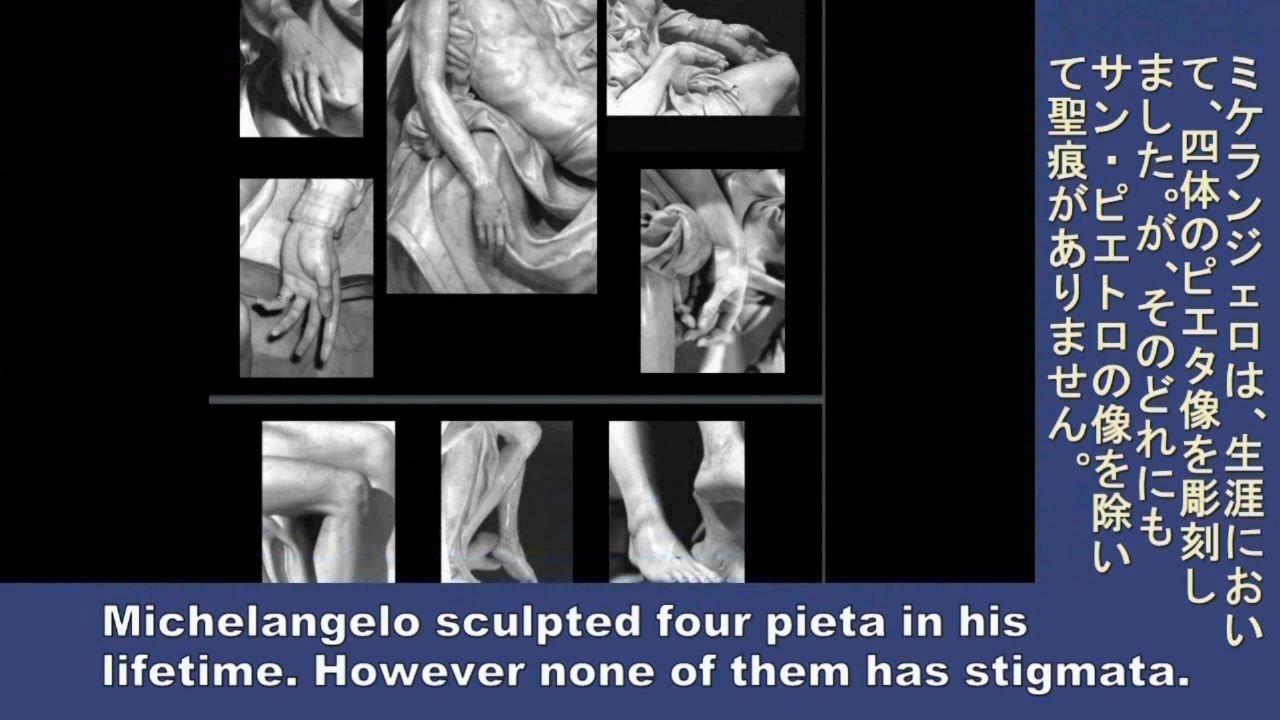 ミケランジェロは、生涯におい
て、四体のピエタ像を彫刻し
ました。が、そのどれにも
サン・ピエトロの像を除い
て聖痕がありません。
Michelangelo sculpted four pieta in his
lifetime. However none of them has stigmata.